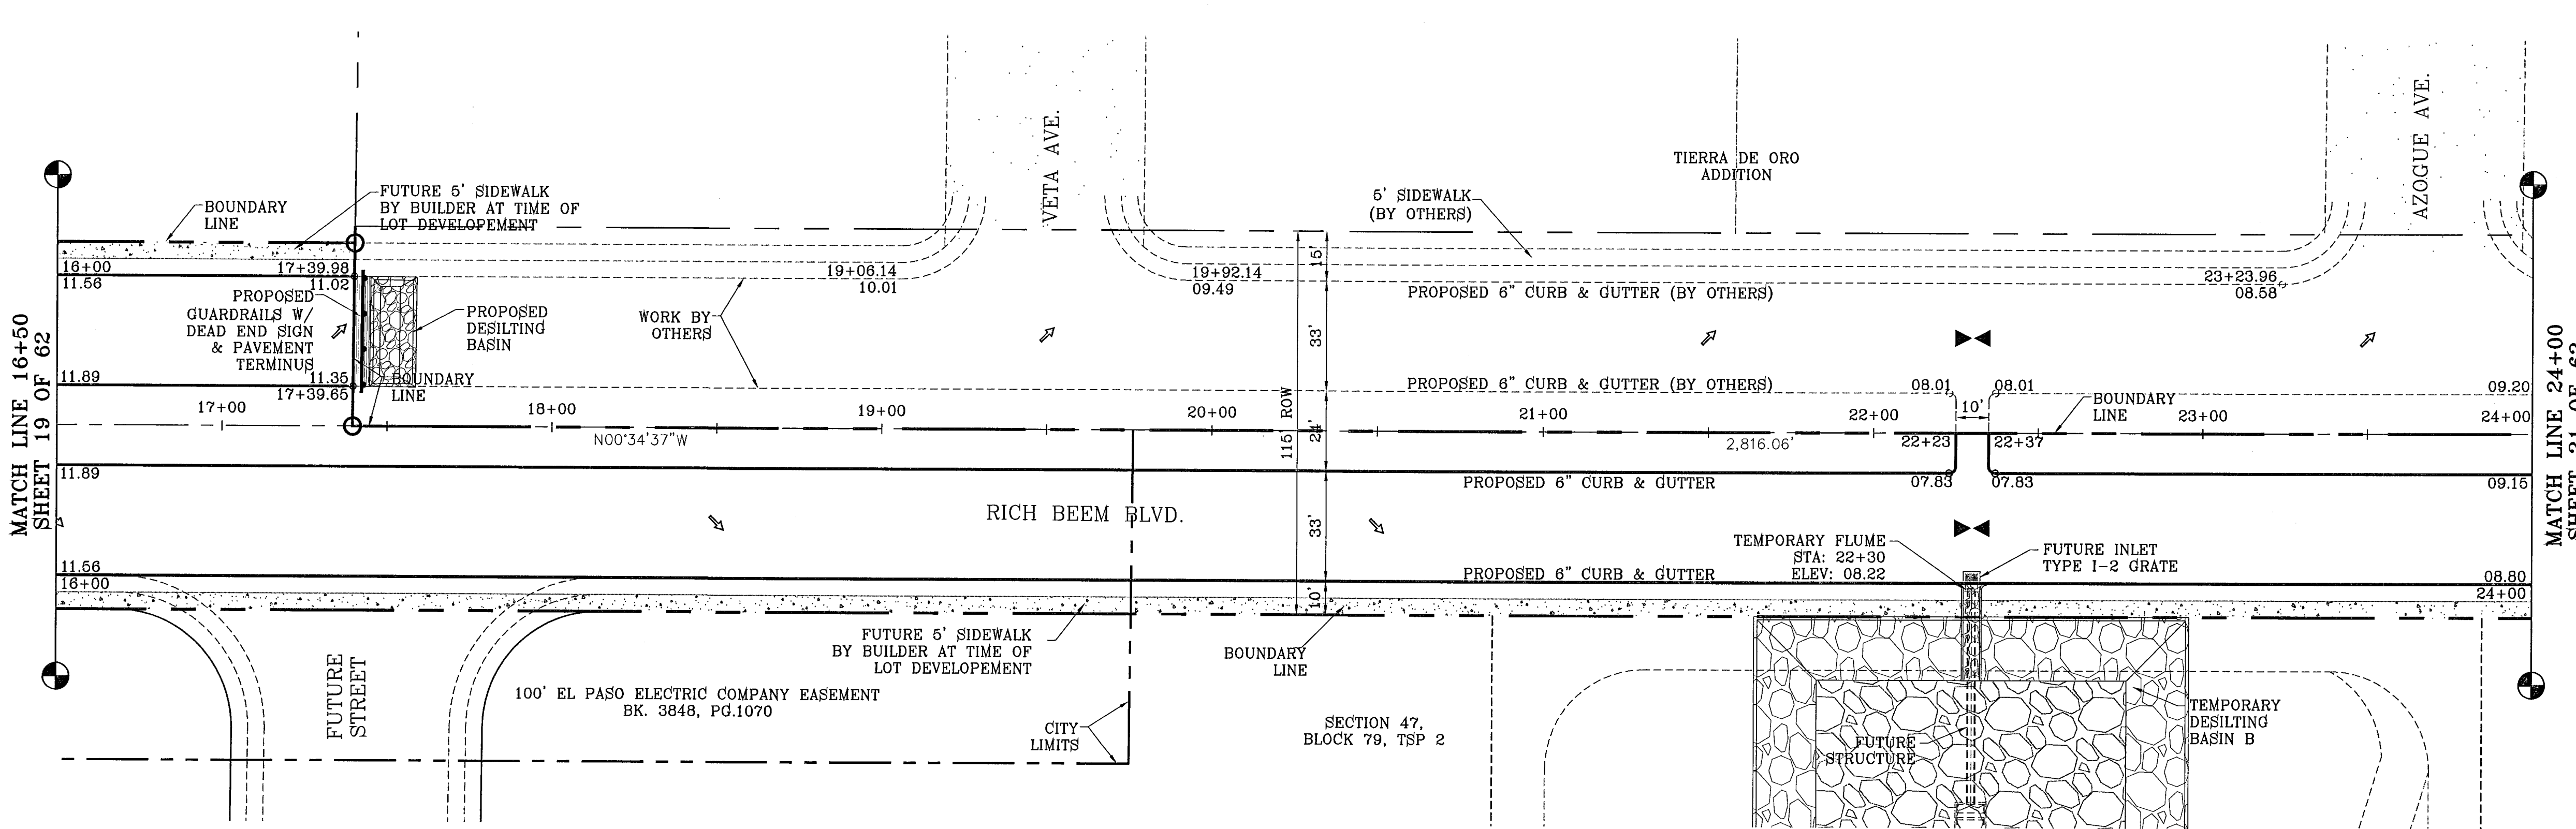 MATCH LINE 16+50
SHEET 19 OF 62
BOUNDARY
LINE
FUTURE 5' SIDEWALK
BY BUILDER AT TIME OF
LOT DEVELOPEMENT
16+00
11.56
17+39.98
11.02
PROPOSED
GUARDRAILS W/
DEAD END SIGN
& PAVEMENT
TERMINUS
PROPOSED
DESILTING
BASIN
11.89
11.35
17+39.65
BOUNDARY
LINE
WORK BY
OTHERS
19+06.14
10.01
VETA AVE.
19+92.14
09.49
5' SIDEWALK
(BY OTHERS)
TIERRA DE ORO
ADDITION
AZOGUE AVE.
23+23.96
08.58
PROPOSED 6" CURB & GUTTER (BY OTHERS)
PROPOSED 6" CURB & GUTTER (BY OTHERS)
15'
33'
24'
33'
10'
115' ROW
08.01
08.01
10'
BOUNDARY
LINE
09.20
17+00
18+00
19+00
20+00
21+00
22+00
23+00
24+00
N00°34'37"W
2,816.06'
22+23
22+37
11.89
PROPOSED 6" CURB & GUTTER
07.83
07.83
09.15
RICH BEEM BLVD.
TEMPORARY FLUME
STA: 22+30
ELEV: 08.22
FUTURE INLET
TYPE I-2 GRATE
11.56
16+00
PROPOSED 6" CURB & GUTTER
08.80
24+00
FUTURE 5' SIDEWALK
BY BUILDER AT TIME OF
LOT DEVELOPEMENT
BOUNDARY
LINE
FUTURE
STREET
100' EL PASO ELECTRIC COMPANY EASEMENT
BK. 3848, PG.1070
CITY
LIMITS
SECTION 47,
BLOCK 79, TSP 2
FUTURE
STRUCTURE
TEMPORARY
DESILTING
BASIN B
MATCH LINE 24+00